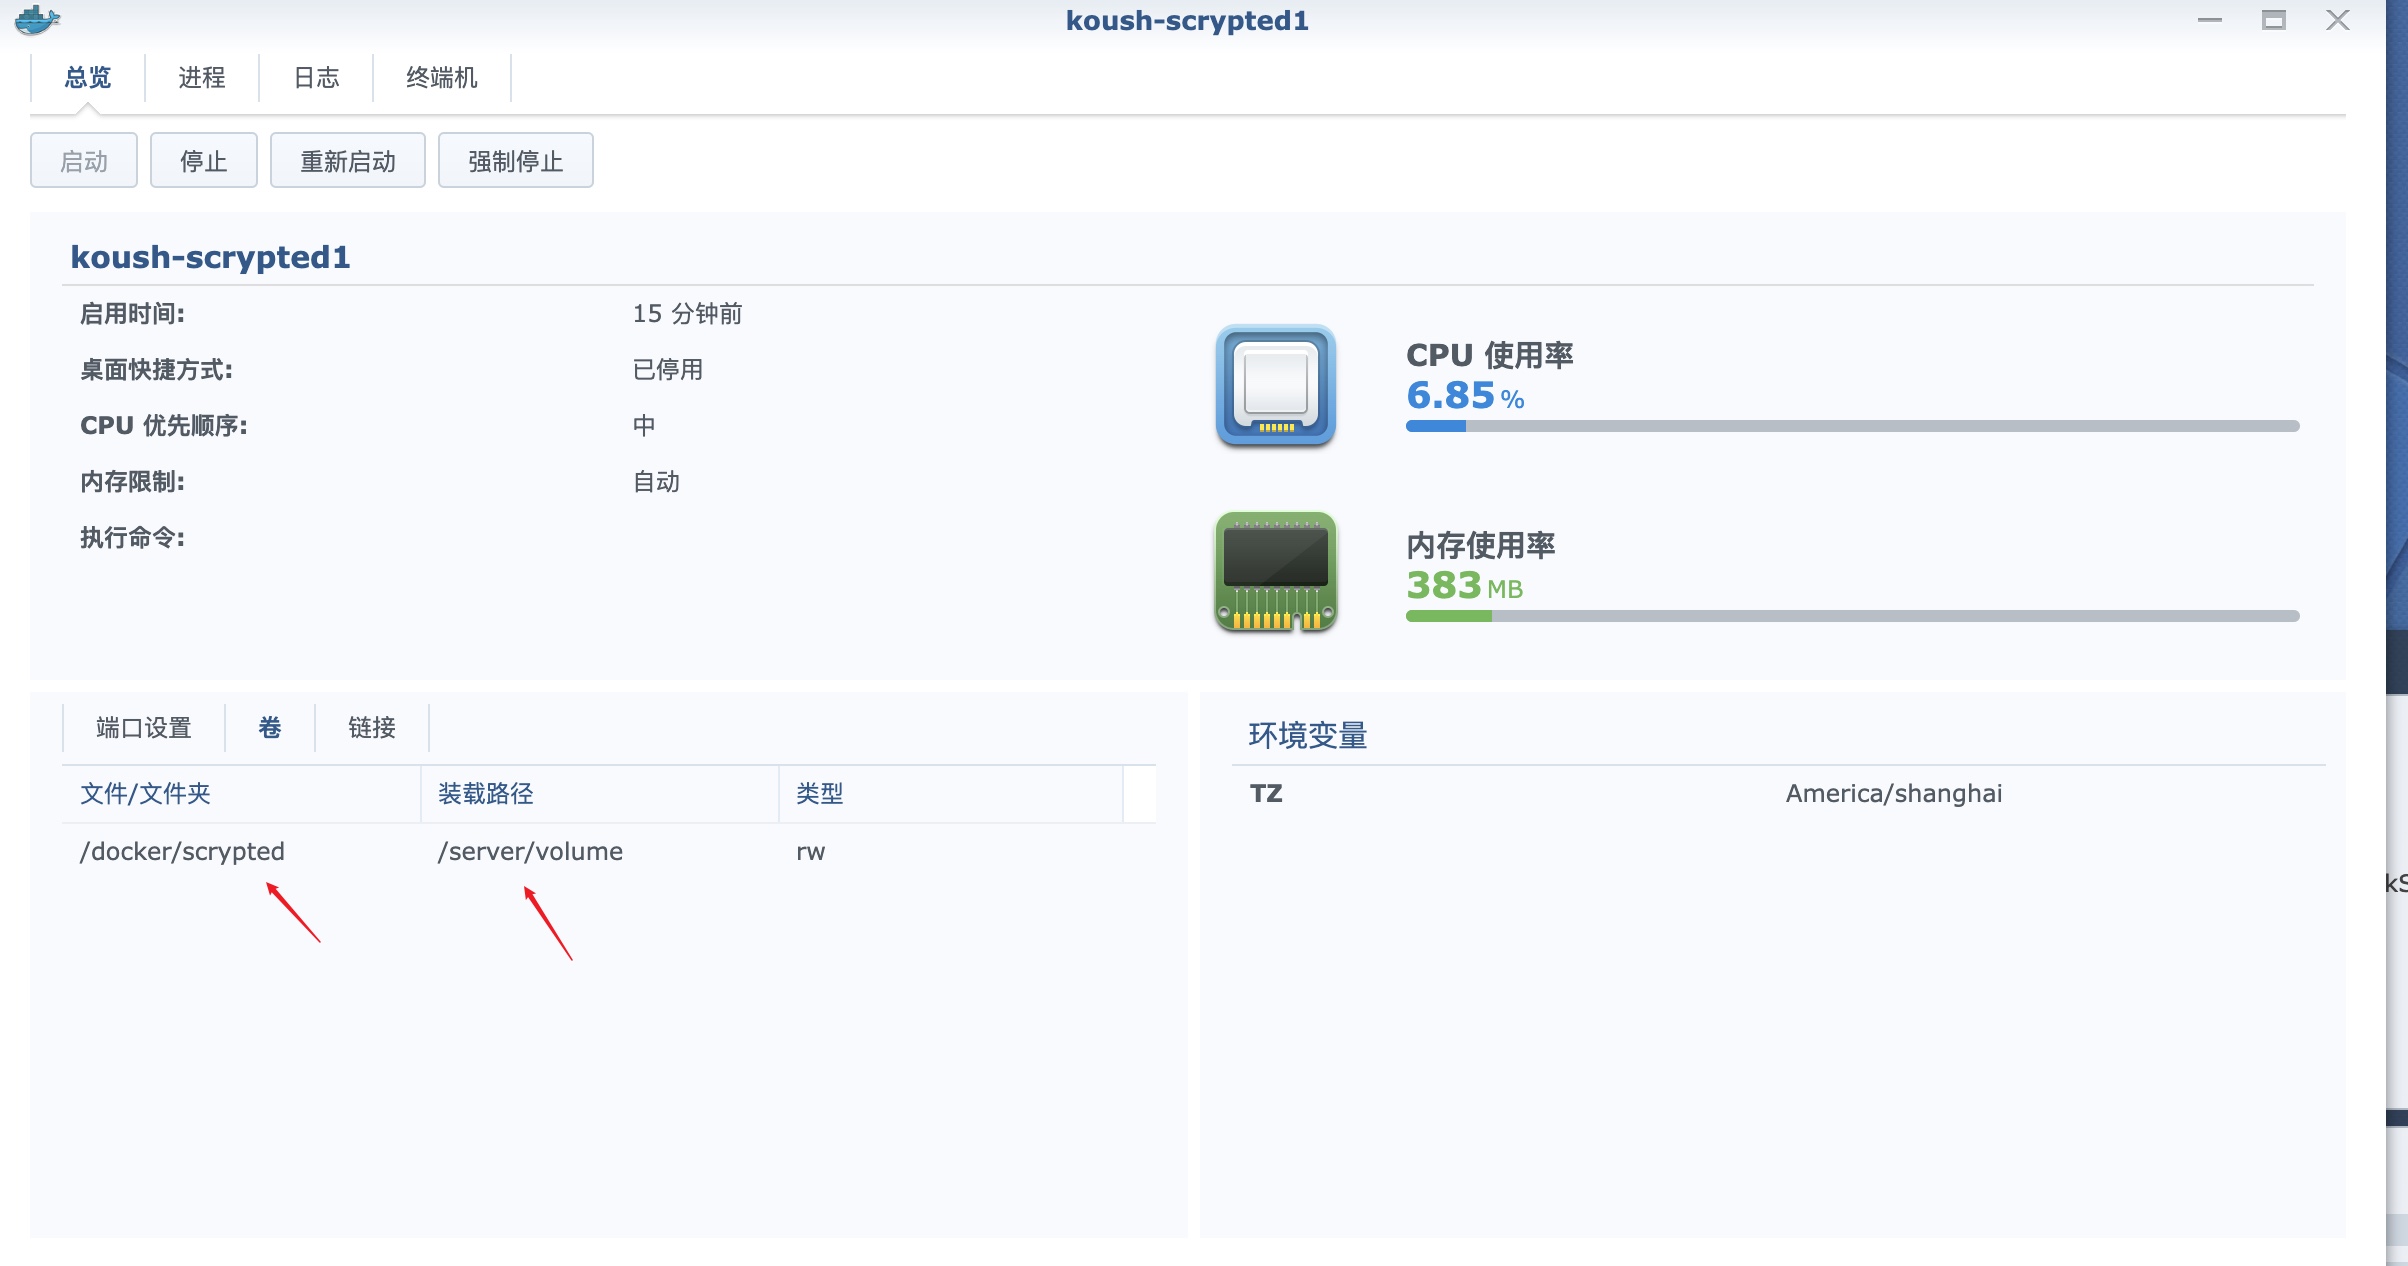 koush-scrypted1
总览 进程 日志 终端机
启动 停止 重新启动 强制停止
koush-scrypted1
启用时间: 15 分钟前
桌面快捷方式: 已停用
CPU 优先顺序: 中
内存限制: 自动
执行命令:
CPU 使用率
6.85 %
内存使用率
383 MB
端口设置 卷 链接
文件/文件夹 装载路径 类型
/docker/scrypted /server/volume rw
环境变量
TZ America/shanghai